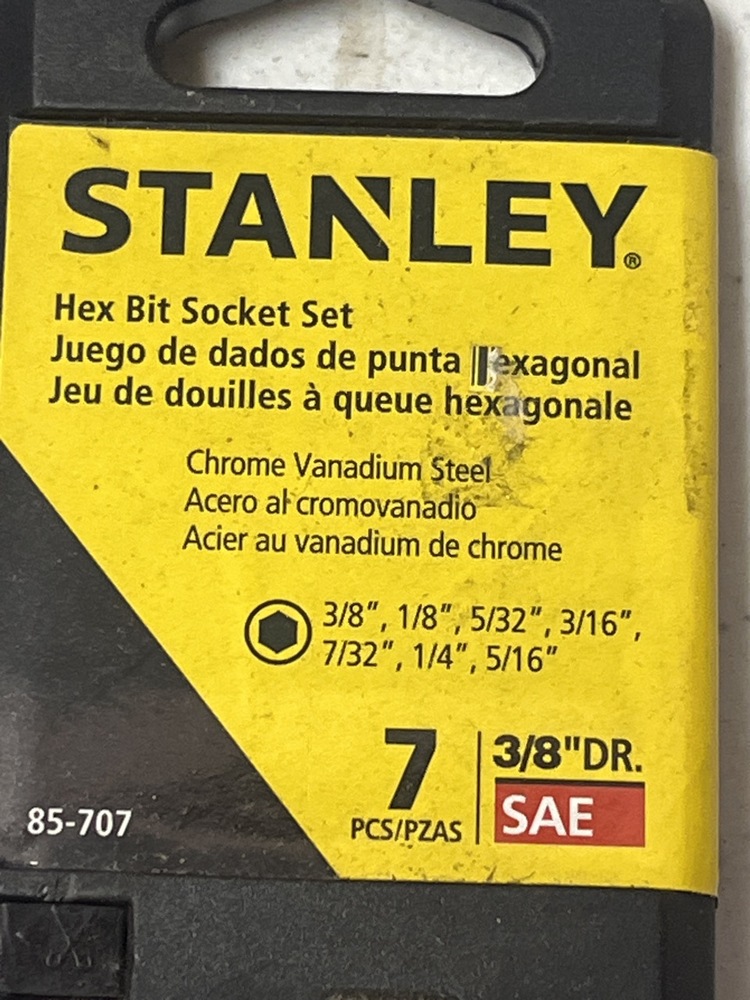 STANLEY®
Hex Bit Socket Set
Juego de dados de punta hexagonal
Jeu de douilles à queue hexagonale
Chrome Vanadium Steel
Acero al cromovanadio
Acier au vanadium de chrome
3/8", 1/8", 5/32", 3/16",
7/32", 1/4", 5/16"
7
PCS/PZAS
3/8"DR.
SAE
85-707